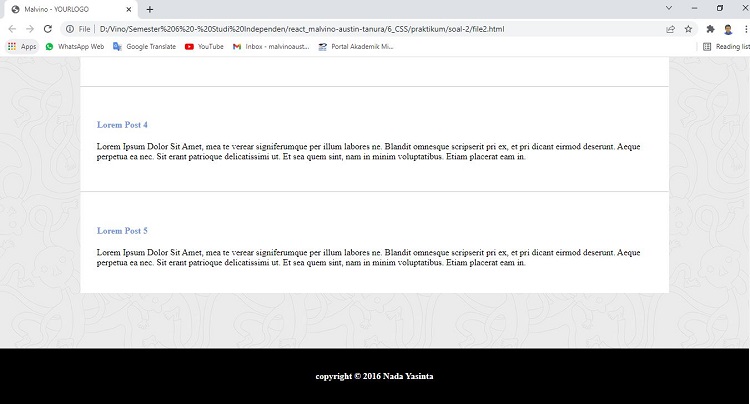 Malvino - YOURLOGO
File | D:/Vino/Semester%206%20-%20Studi%20Independen/react_malvino-austin-tanura/6_CSS/praktikum/soal-2/file2.html
Apps WhatsApp Web Google Translate YouTube Inbox - malvinoaust... Portal Akademik Mi... Reading list
Lorem Post 4
Lorem Ipsum Dolor Sit Amet, mea te verear signiferumque per illum labores ne. Blandit omnesque scripserit pri ex, et pri dicant eirmod deserunt. Aeque
perpetua ea nec. Sit erant patrioque delicatissimi ut. Et sea quem sint, nam in minim voluptatibus. Etiam placerat eam in.
Lorem Post 5
Lorem Ipsum Dolor Sit Amet, mea te verear signiferumque per illum labores ne. Blandit omnesque scripserit pri ex, et pri dicant eirmod deserunt. Aeque
perpetua ea nec. Sit erant patrioque delicatissimi ut. Et sea quem sint, nam in minim voluptatibus. Etiam placerat eam in.
copyright © 2016 Nada Yasinta